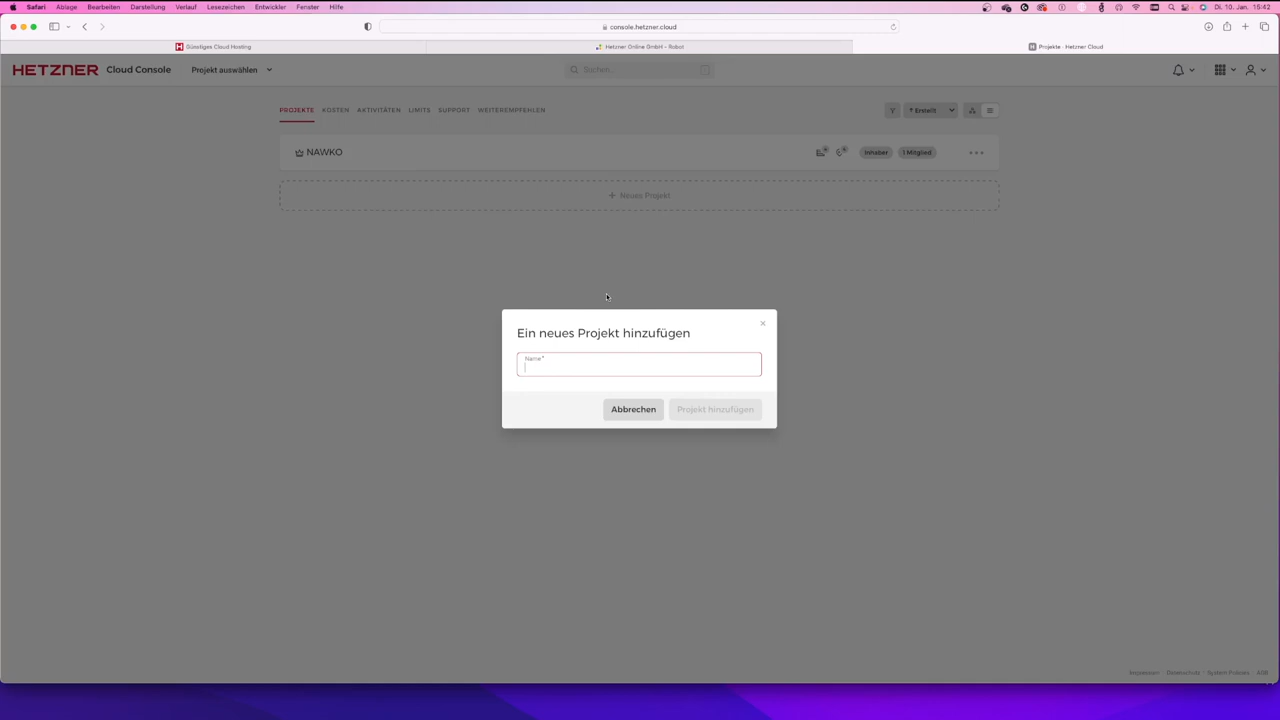 Safari Ablage Bearbeiten Darstellung Verlauf Lesezeichen Entwickler Fenster Hilfe Di. 10. Jan. 15:42
console.hetzner.cloud
Günstiges Cloud Hosting Hetzner Online GmbH - Robot Projekte · Hetzner Cloud
HETZNER Cloud Console Projekt auswählen Suchen...
PROJEKTE KOSTEN AKTIVITÄTEN LIMITS SUPPORT WEITEREMPFEHLEN Erstellt
NAWKO Inhaber 1 Mitglied
+ Neues Projekt
Ein neues Projekt hinzufügen
Name*
Abbrechen Projekt hinzufügen
Impressum Datenschutz System Policies AGB